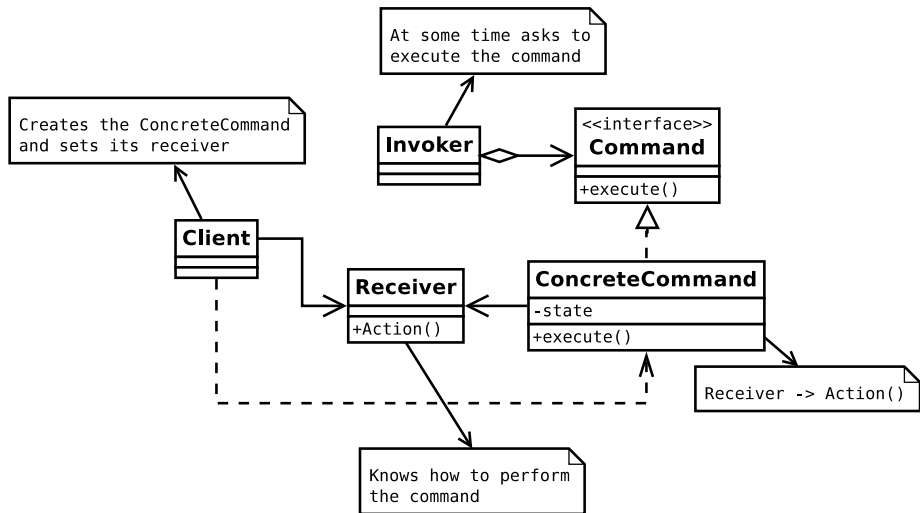 At some time asks to
execute the command
Creates the ConcreteCommand
and sets its receiver
Invoker
<<interface>>
Command
+execute()
Client
Receiver
+Action()
ConcreteCommand
-state
+execute()
Receiver -> Action()
Knows how to perform
the command